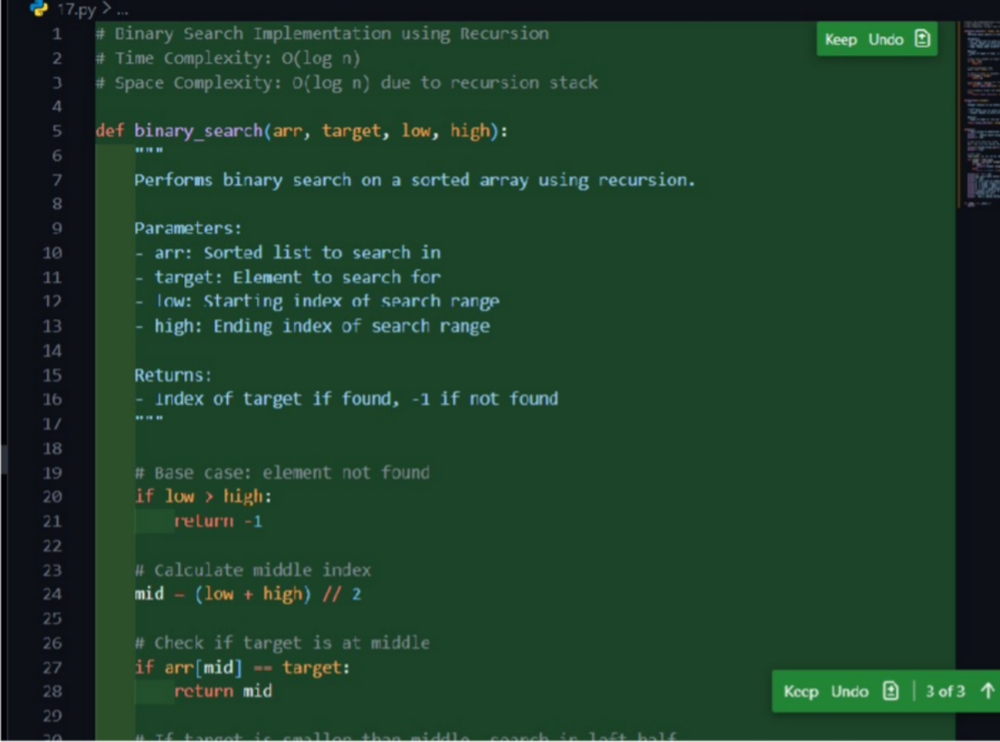 17.py > ...
1 # Binary Search Implementation using Recursion
Keep Undo
2 # Time Complexity: O(log n)
3 # Space Complexity: O(log n) due to recursion stack
4
5 def binary_search(arr, target, low, high):
6 """
7 Performs binary search on a sorted array using recursion.
8
9 Parameters:
10 - arr: Sorted list to search in
11 - target: Element to search for
12 - low: Starting index of search range
13 - high: Ending index of search range
14
15 Returns:
16 - Index of target if found, -1 if not found
17 """
18
19 # Base case: element not found
20 if low > high:
21 return -1
22
23 # Calculate middle index
24 mid = (low + high) // 2
25
26 # Check if target is at middle
27 if arr[mid] == target:
28 return mid
Keep Undo 3 of 3 ↑
29
30 # If target is smaller than middle, search in left half